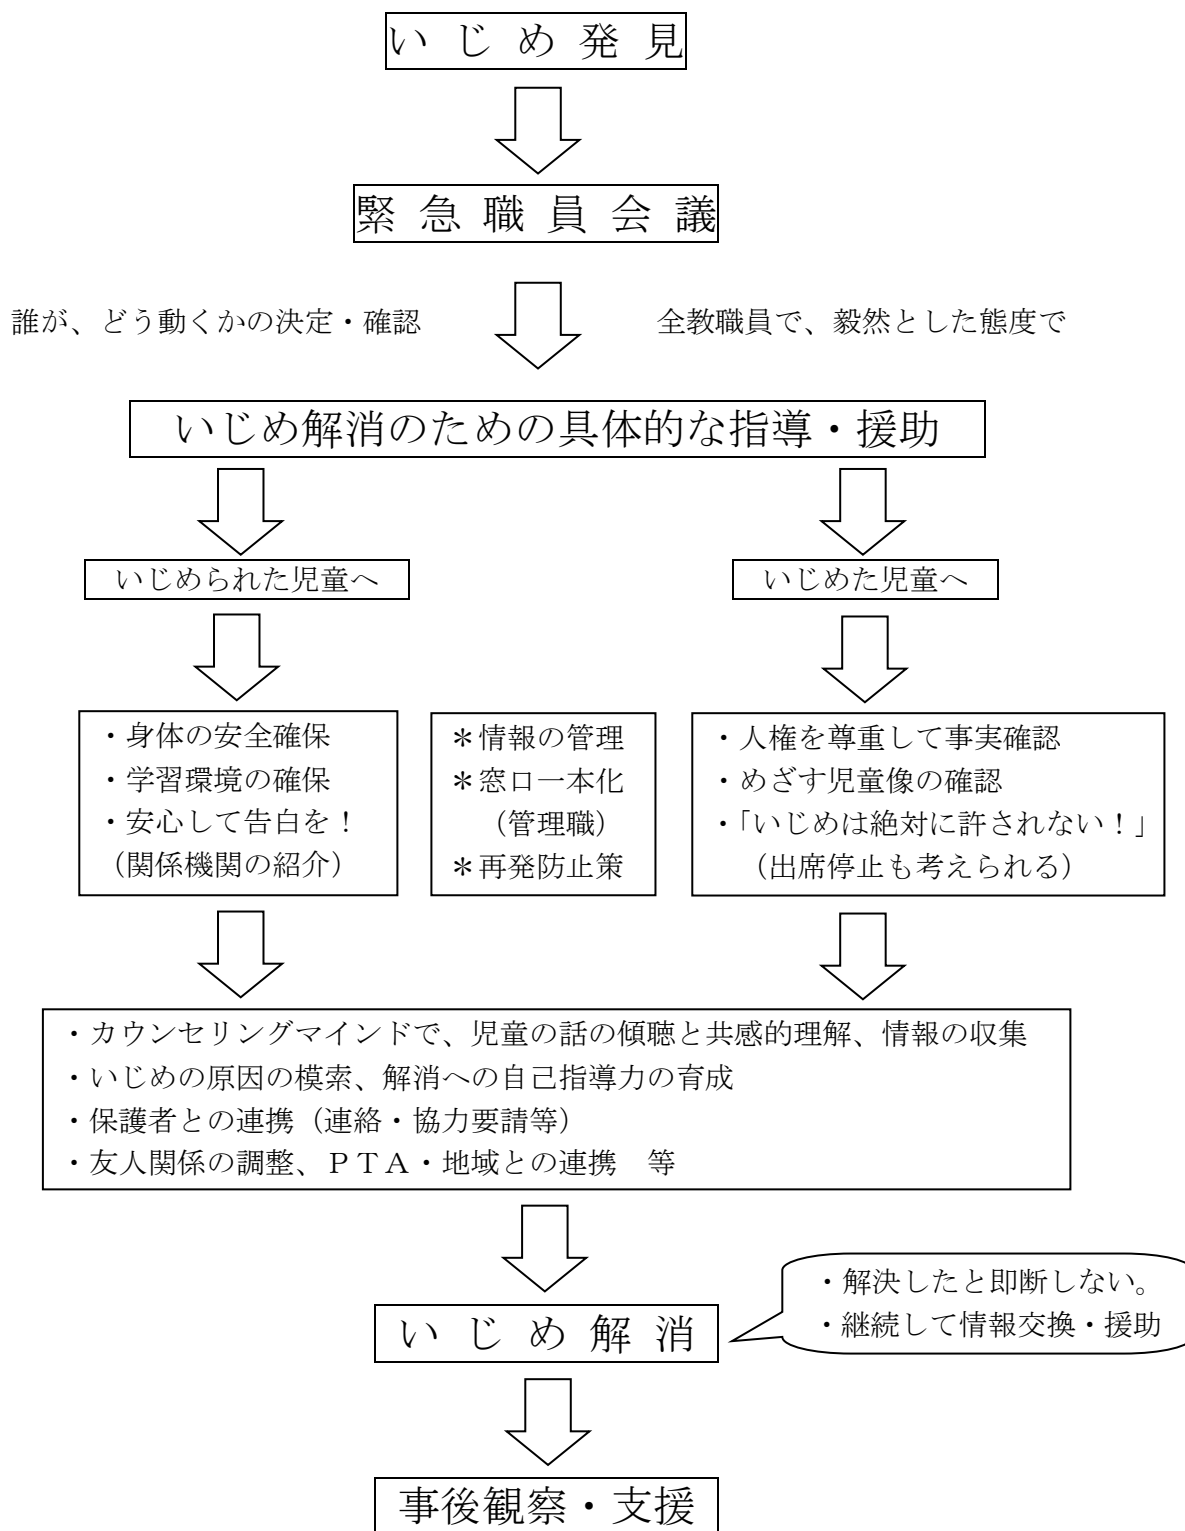 いじめ発見
緊急職員会議
誰が、どう動くかの決定・確認
全教職員で、毅然とした態度で
いじめ解消のための具体的な指導・援助
いじめられた児童へ
いじめた児童へ
・身体の安全確保
・学習環境の確保
・安心して告白を！
（関係機関の紹介）
＊情報の管理
＊窓口一本化
（管理職）
＊再発防止策
・人権を尊重して事実確認
・めざす児童像の確認
・「いじめは絶対に許されない！」
（出席停止も考えられる）
・カウンセリングマインドで、児童の話の傾聴と共感的理解、情報の収集
・いじめの原因の模索、解消への自己指導力の育成
・保護者との連携（連絡・協力要請等）
・友人関係の調整、ＰＴＡ・地域との連携　等
・解決したと即断しない。
・継続して情報交換・援助
いじめ解消
事後観察・支援